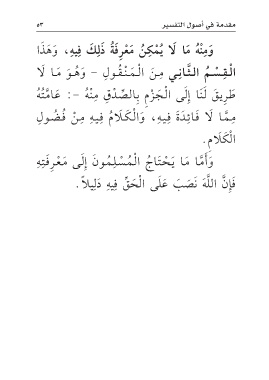 مقدمة في أصول التفسير ٥٣
وَمِنْهُ مَا لَا يُمْكِنُ مَعْرِفَةُ ذَلِكَ فِيهِ، وَهَذَا
الْقِسْمُ الثَّانِي مِنَ الْمَنْقُولِ - وَهُوَ مَا لَا
طَرِيقَ لَنَا إِلَى الْجَزْمِ بِالصِّدْقِ مِنْهُ -: عَامَّتُهُ
مِمَّا لَا فَائِدَةَ فِيهِ، وَالْكَلَامُ فِيهِ مِنْ فُضُولِ
الْكَلَامِ.
وَأَمَّا مَا يَحْتَاجُ الْمُسْلِمُونَ إِلَى مَعْرِفَتِهِ
فَإِنَّ اللَّهَ نَصَبَ عَلَى الْحَقِّ فِيهِ دَلِيلاً.